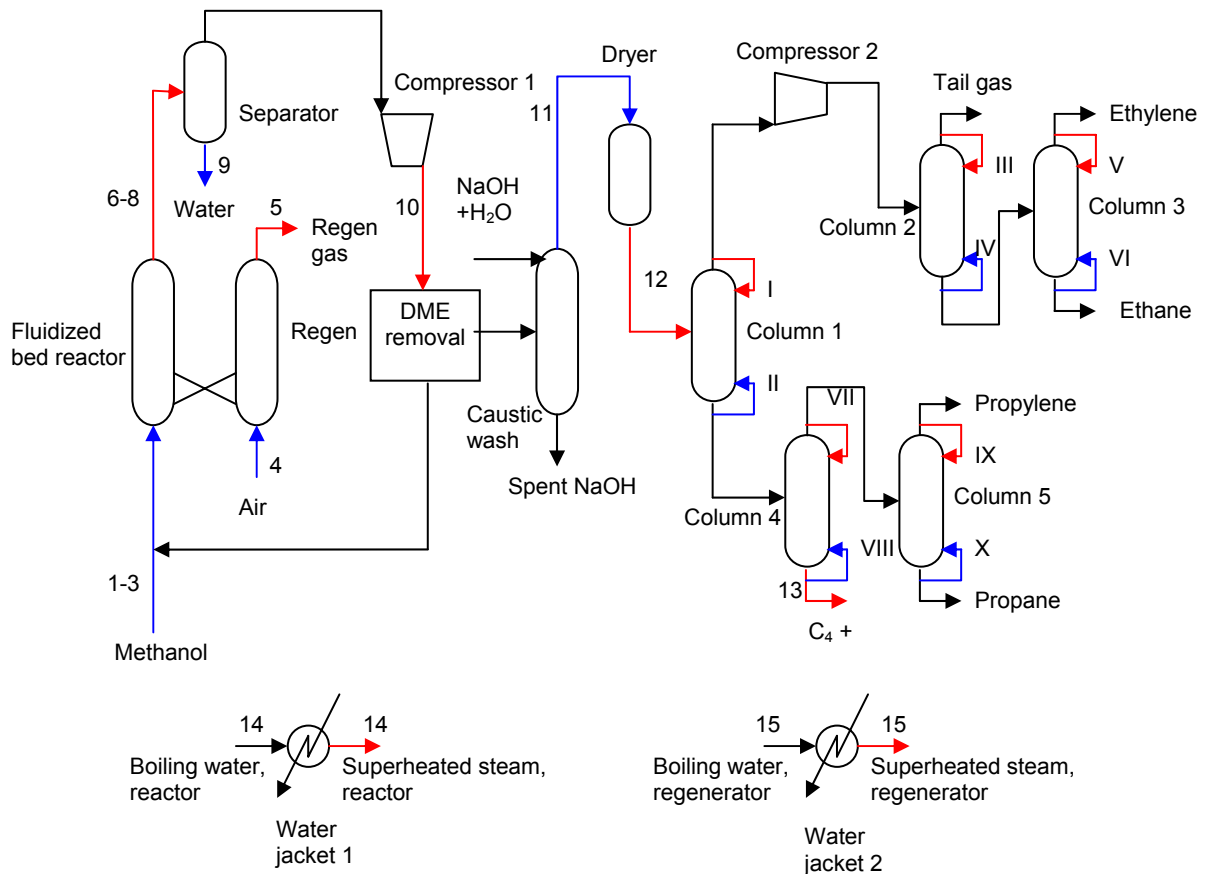 Compressor 2
Dryer
Compressor 1
Tail gas
11
Ethylene
Separator
9
NaOH
+H₂O
III
V
6-8
5
10
Water
Column 2
Column 3
Regen
gas
IV
VI
12
I
DME
removal
Column 1
Ethane
Fluidized
bed reactor
Regen
II
VII
Propylene
Caustic
wash
4
IX
Spent NaOH
Column 5
Air
Column 4
VIII
X
1-3
13
Propane
C₄ +
Methanol
14
14
15
15
Boiling water,
reactor
Superheated steam,
reactor
Boiling water,
regenerator
Superheated steam,
regenerator
Water
jacket 1
Water
jacket 2